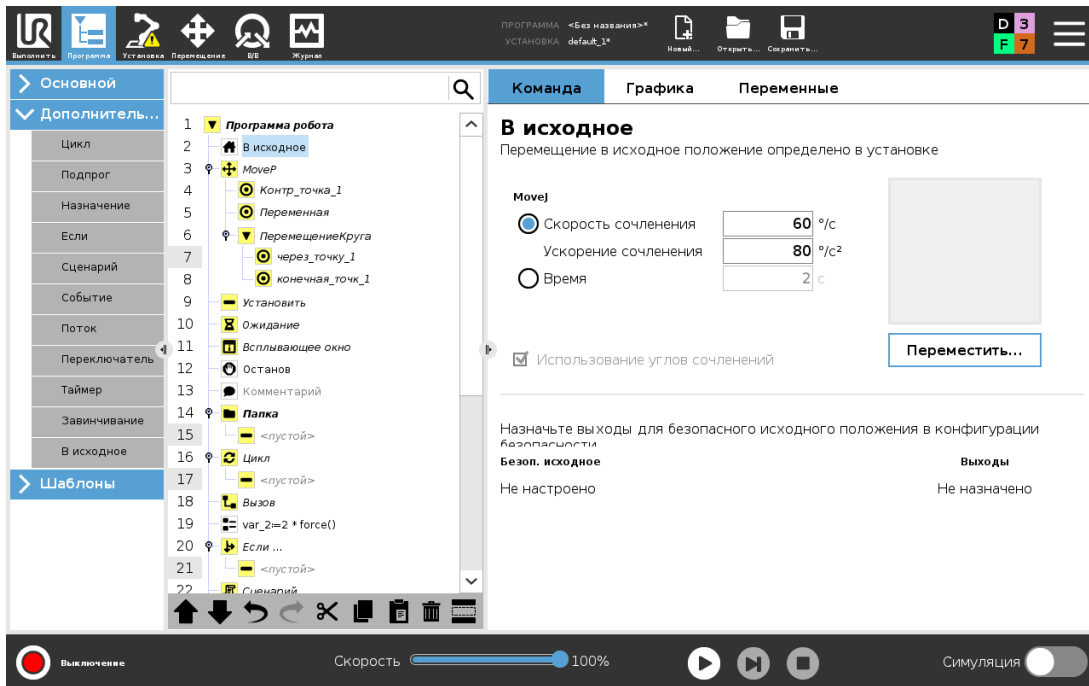 ПРОГРАММА <Без названия>*
УСТАНОВКА default_1*
Выполнить Программа Установка Перемещение В/В Журнал
Новый... Открыть... Сохранить...
D 3
F 7
Основной
Дополнитель...
Цикл
Подпрог
Назначение
Если
Сценарий
Событие
Поток
Переключатель
Таймер
Завинчивание
В исходное
Шаблоны
1 Программа робота
2 В исходное
3 MoveP
4 Контр_точка_1
5 Переменная
6 ПеремещениеКруга
7 через_точку_1
8 конечная_точк_1
9 Установить
10 Ожидание
11 Всплывающее окно
12 Останов
13 Комментарий
14 Папка
15 <пустой>
16 Цикл
17 <пустой>
18 Вызов
19 var_2≔2 * force()
20 Если ...
21 <пустой>
22 Сценарий
Команда Графика Переменные
В исходное
Перемещение в исходное положение определено в установке
MoveJ
Скорость сочленения 60 °/с
Ускорение сочленения 80 °/с²
Время 2 с
Использование углов сочленений
Переместить...
Назначьте выходы для безопасного исходного положения в конфигурации
безопасности
Безоп. исходное Выходы
Не настроено Не назначено
Выключение
Скорость 100%
Симуляция